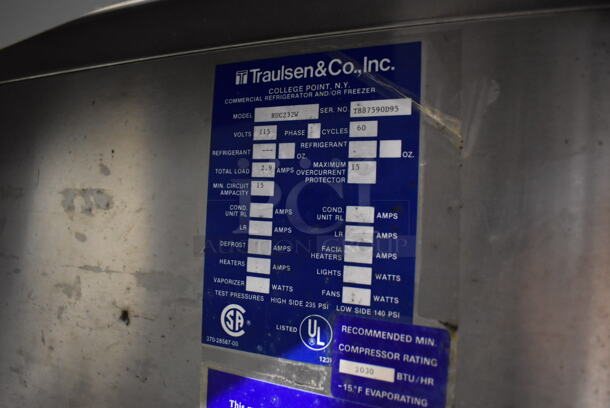 Traulsen & Co., Inc.
COLLEGE POINT, N.Y.
COMMERCIAL REFRIGERATOR AND/OR FREEZER
MODEL RDC232W SER. NO. T887590D95
VOLTS 115 PHASE CYCLES 60
REFRIGERANT --- OZ. REFRIGERANT - OZ.
TOTAL LOAD 2.9 AMPS MAXIMUM OVERCURRENT PROTECTOR 15
MIN. CIRCUIT AMPACITY 15
COND. UNIT RL AMPS COND. UNIT RL AMPS
LR AMPS LR AMPS
DEFROST AMPS FACIA HEATERS AMPS
HEATERS AMPS LIGHTS WATTS
VAPORIZER WATTS FANS WATTS
TEST PRESSURES HIGH SIDE 235 PSI LOW SIDE 140 PSI
370-28587-00
LISTED UL
RECOMMENDED MIN.
COMPRESSOR RATING
2030 BTU/HR
-15.°F EVAPORATING